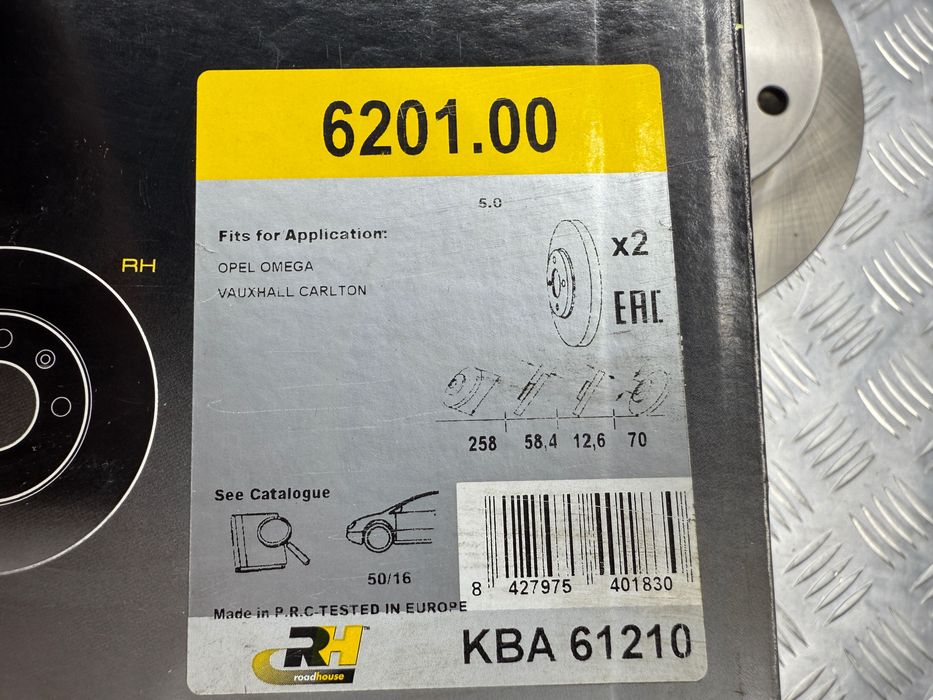 6201.00
5.0
Fits for Application:
OPEL OMEGA
VAUXHALL CARLTON
RH
x2
EAC
258 58,4 12,6 70
See Catalogue
50/16
8 427975 401830
Made in P.R.C-TESTED IN EUROPE
RH
roadhouse
KBA 61210